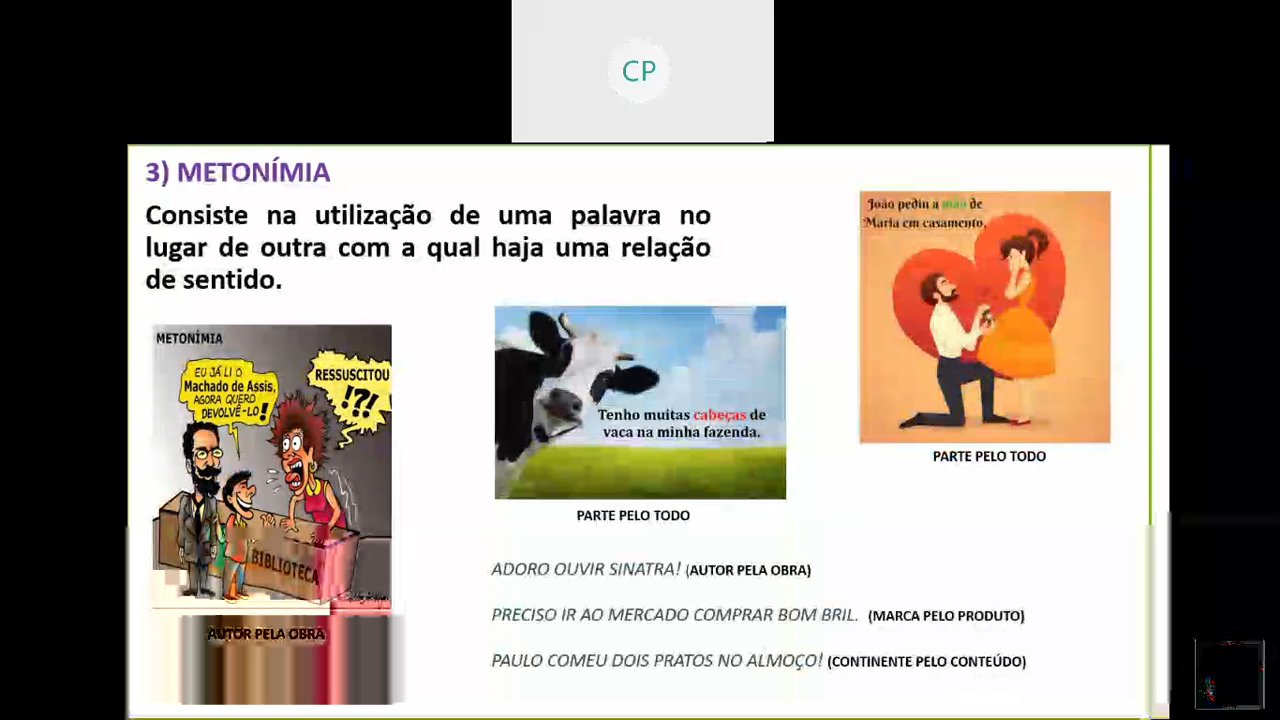 CP
3) METONÍMIA
Consiste na utilização de uma palavra no
lugar de outra com a qual haja uma relação
de sentido.
João pediu a mão de
Maria em casamento.
PARTE PELO TODO
METONÍMIA
EU JÁ LI O
Machado de Assis,
AGORA QUERO
DEVOLVÊ-LO!
RESSUSCITOU
!?!
BIBLIOTECA
AUTOR PELA OBRA
Tenho muitas cabeças de
vaca na minha fazenda.
PARTE PELO TODO
ADORO OUVIR SINATRA! (AUTOR PELA OBRA)
PRECISO IR AO MERCADO COMPRAR BOM BRIL. (MARCA PELO PRODUTO)
PAULO COMEU DOIS PRATOS NO ALMOÇO! (CONTINENTE PELO CONTEÚDO)